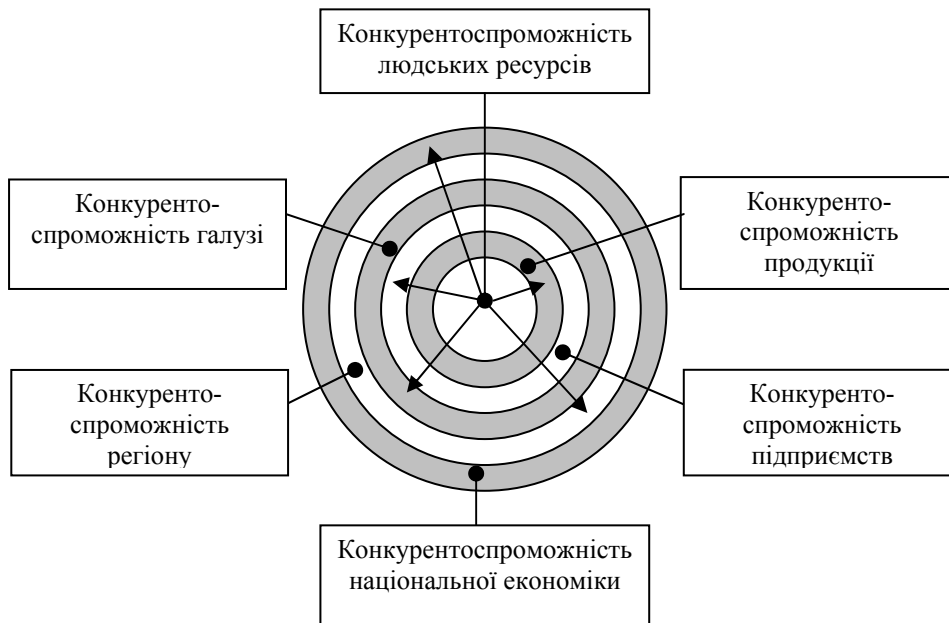 Конкурентоспроможність
людських ресурсів
Конкуренто-
спроможність галузі
Конкуренто-
спроможність
продукції
Конкуренто-
спроможність
регіону
Конкуренто-
спроможність
підприємств
Конкурентоспроможність
національної економіки